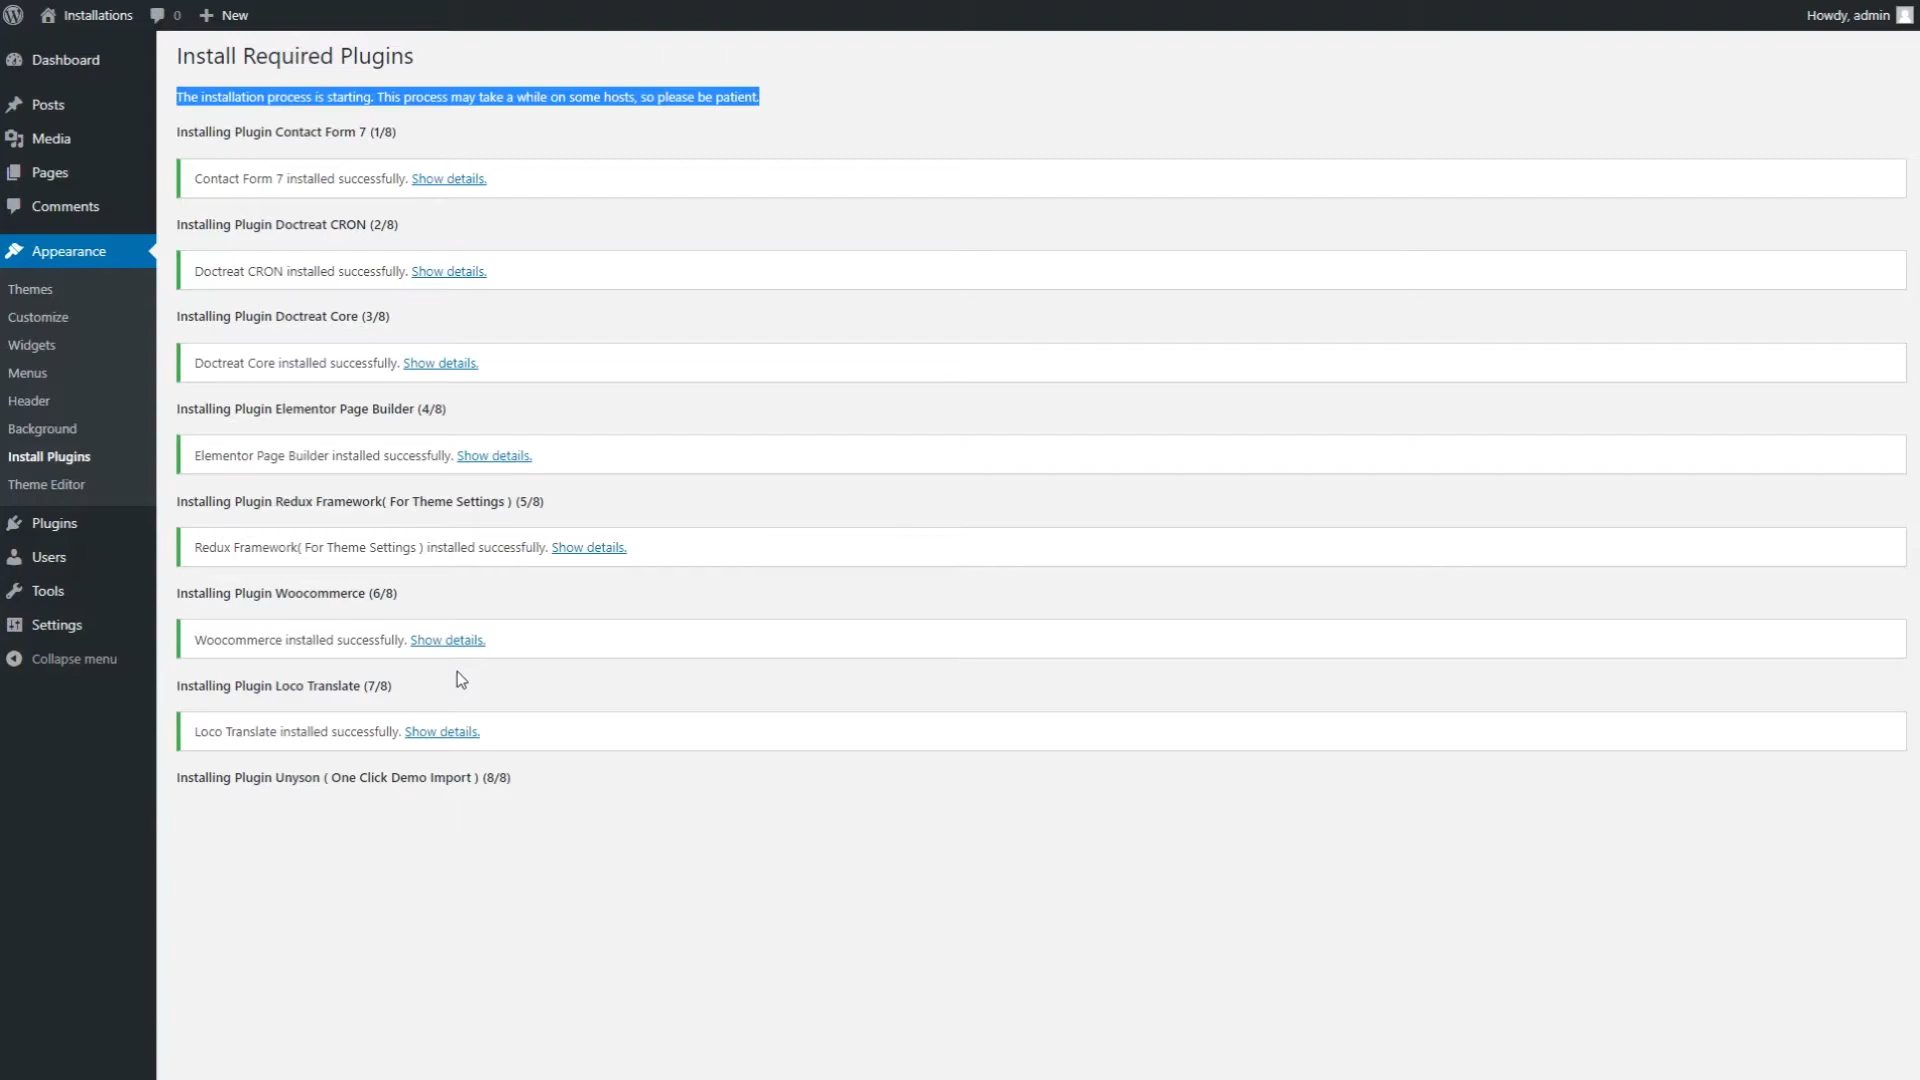 Installations
0
New
Howdy, admin
Dashboard
Posts
Media
Pages
Comments
Appearance
Themes
Customize
Widgets
Menus
Header
Background
Install Plugins
Theme Editor
Plugins
Users
Tools
Settings
Collapse menu
Install Required Plugins
The installation process is starting. This process may take a while on some hosts, so please be patient.
Installing Plugin Contact Form 7 (1/8)
Contact Form 7 installed successfully. Show details.
Installing Plugin Doctreat CRON (2/8)
Doctreat CRON installed successfully. Show details.
Installing Plugin Doctreat Core (3/8)
Doctreat Core installed successfully. Show details.
Installing Plugin Elementor Page Builder (4/8)
Elementor Page Builder installed successfully. Show details.
Installing Plugin Redux Framework( For Theme Settings ) (5/8)
Redux Framework( For Theme Settings ) installed successfully. Show details.
Installing Plugin Woocommerce (6/8)
Woocommerce installed successfully. Show details.
Installing Plugin Loco Translate (7/8)
Loco Translate installed successfully. Show details.
Installing Plugin Unyson ( One Click Demo Import ) (8/8)